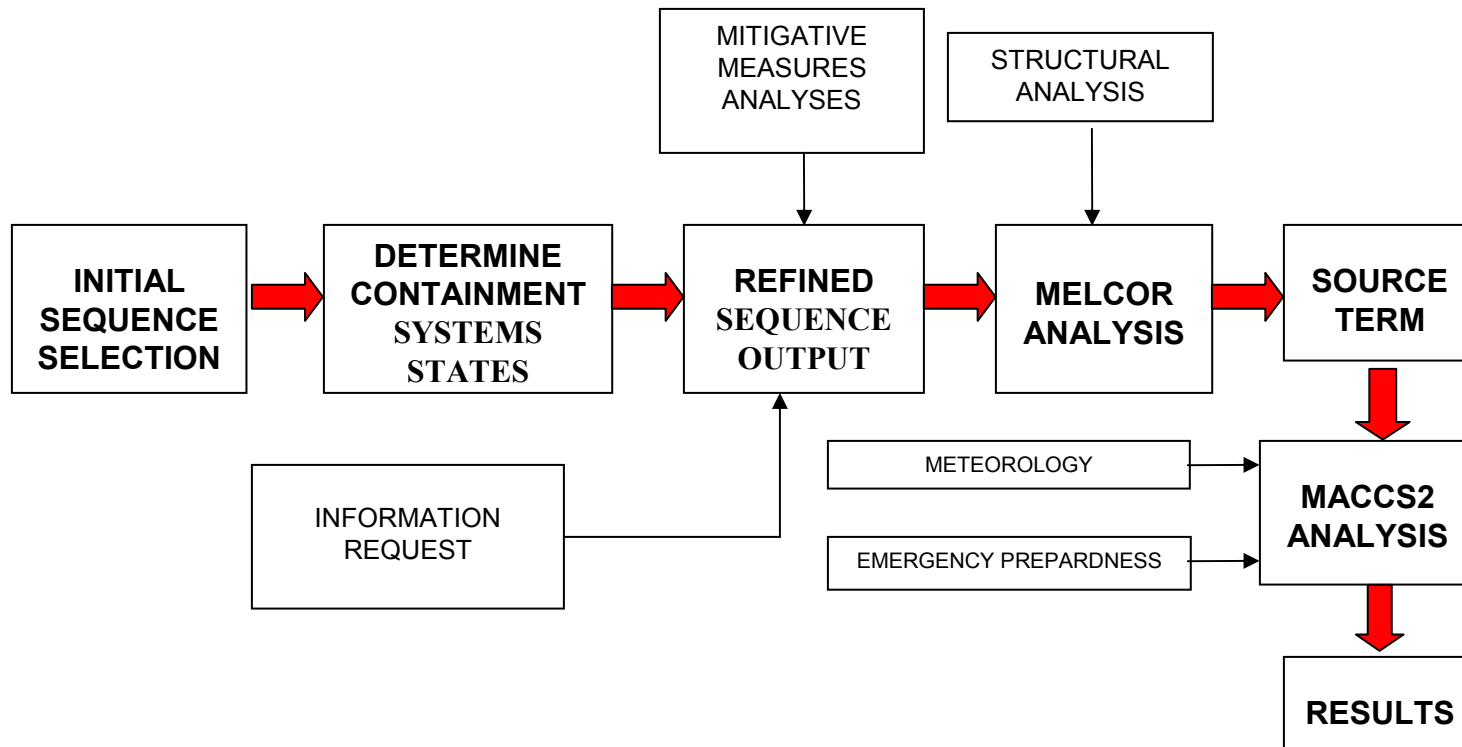 MITIGATIVE
MEASURES
ANALYSES
STRUCTURAL
ANALYSIS
INITIAL
SEQUENCE
SELECTION
DETERMINE
CONTAINMENT
SYSTEMS
STATES
REFINED
SEQUENCE
OUTPUT
MELCOR
ANALYSIS
SOURCE
TERM
INFORMATION
REQUEST
METEOROLOGY
EMERGENCY PREPARDNESS
MACCS2
ANALYSIS
RESULTS